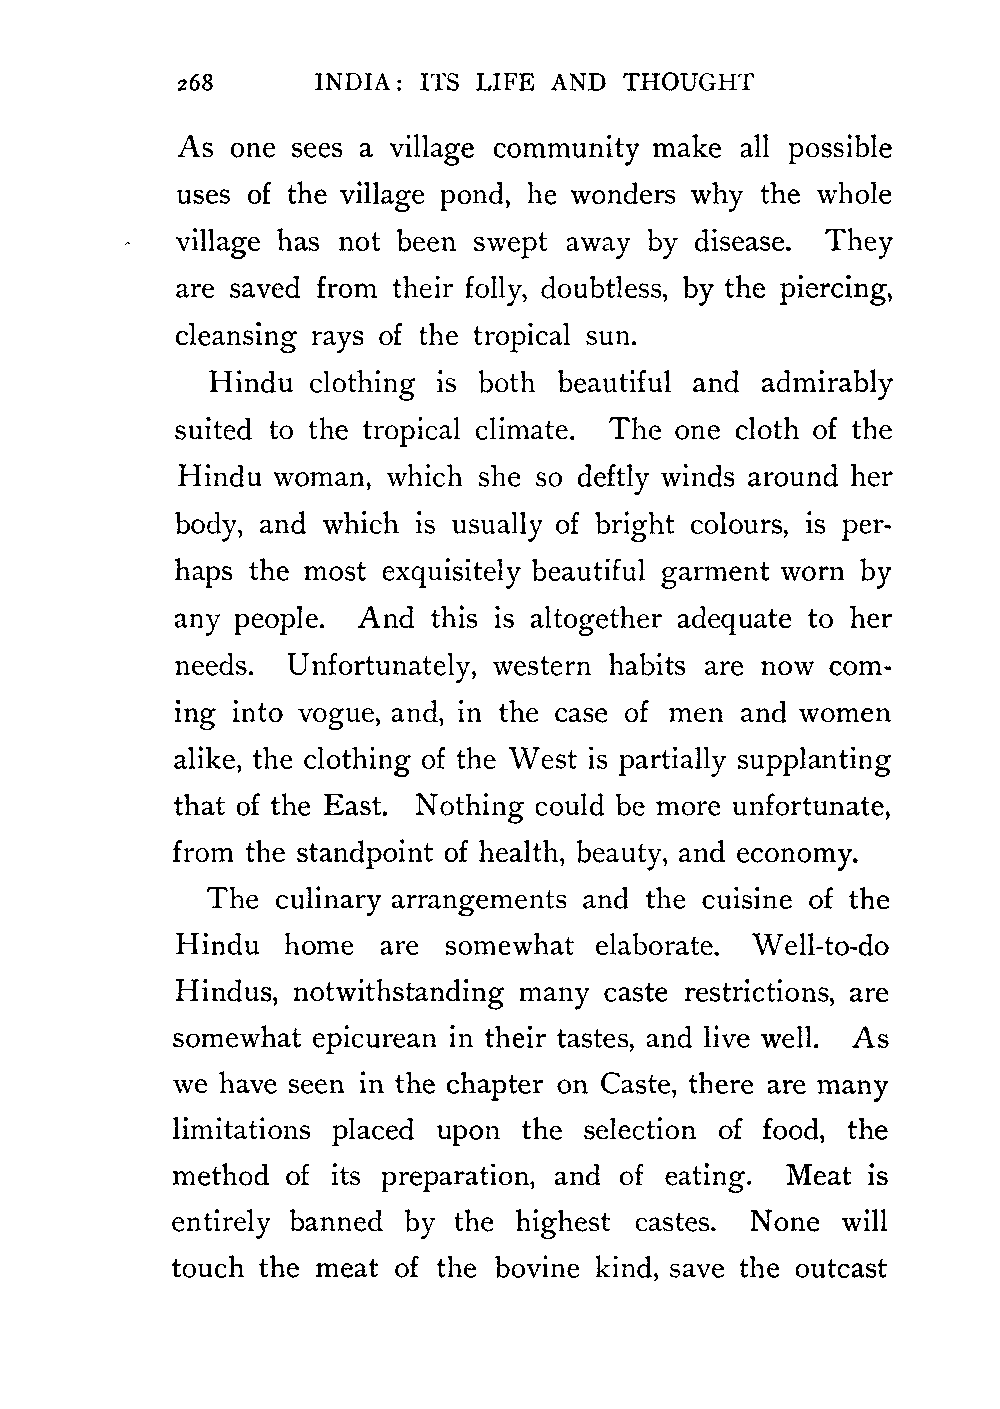 268 INDIA: ITS LIFE AND THOUGHT
As one sees a village community make all possible
uses of the village pond, he wonders why the whole
village has not been swept away by disease. They
are saved from their folly, doubtless, by the piercing,
cleansing rays of the tropical sun.
Hindu clothing is both beautiful and admirably
suited to the tropical climate. The one cloth of the
Hindu woman, which she so deftly winds around her
body, and which is usually of bright colours, is per-
haps the most exquisitely beautiful garment worn by
any people. And this is altogether adequate to her
needs. Unfortunately, western habits are now com-
ing into vogue, and, in the case of men and women
alike, the clothing of the West is partially supplanting
that of the East. Nothing could be more unfortunate,
from the standpoint of health, beauty, and economy.
The culinary arrangements and the cuisine of the
Hindu home are somewhat elaborate. Well-to-do
Hindus, notwithstanding many caste restrictions, are
somewhat epicurean in their tastes, and live well. As
we have seen in the chapter on Caste, there are many
limitations placed upon the selection of food, the
method of its preparation, and of eating. Meat is
entirely banned by the highest castes. None will
touch the meat of the bovine kind, save the outcast